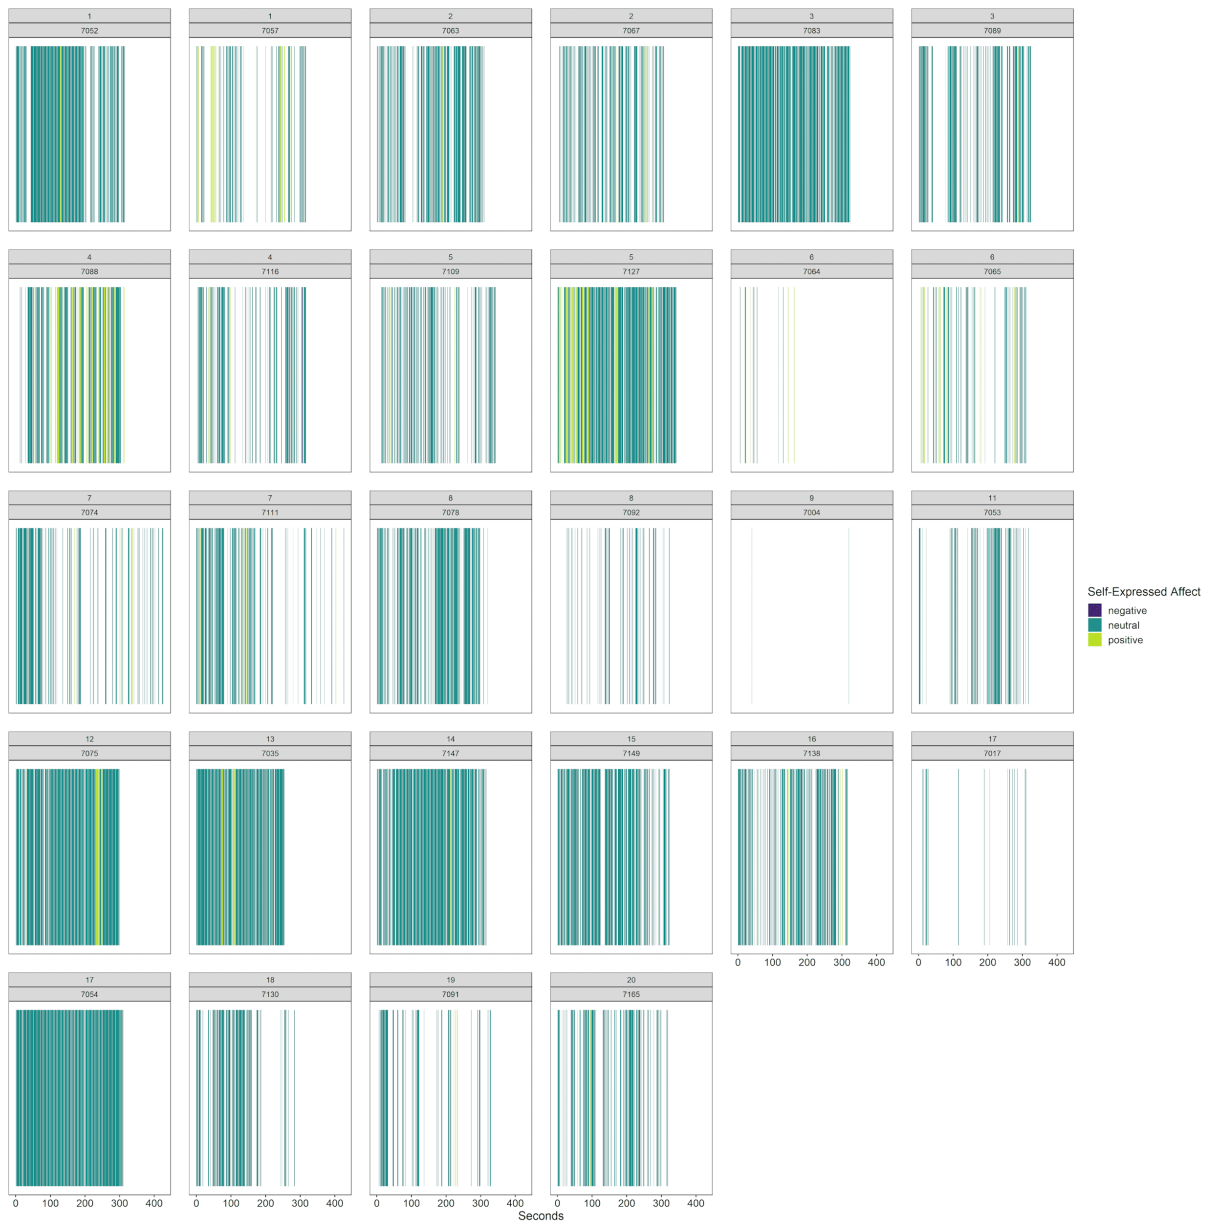 1 1 2 2 3 3
7052 7057 7063 7067 7083 7089
4 4 5 5 6 6
7088 7116 7109 7127 7064 7065
7 7 8 8 9 11
7074 7111 7078 7092 7004 7053
Self-Expressed Affect
negative
neutral
positive
12 13 14 15 16 17
7075 7035 7147 7149 7138 7017
0 100 200 300 400 0 100 200 300 400
17 18 19 20
7054 7130 7091 7165
0 100 200 300 400 0 100 200 300 400 0 100 200 300 400 0 100 200 300 400
Seconds